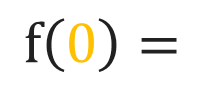 f(0) =